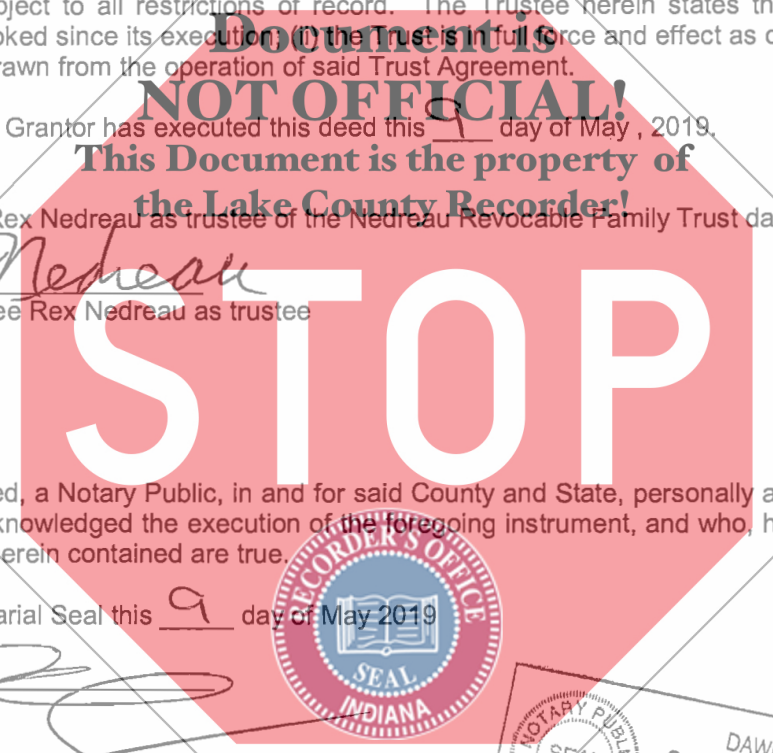 ject to all restrictions of record. The Trustee herein states th
oked since its execution; (ii) the Trust is in full force and effect as o
Document is
rawn from the operation of said Trust Agreement.
NOT OFFICIAL!
Grantor has executed this deed this 9 day of May , 2019.
This Document is the property of
the Lake County Recorder!
Rex Nedreau as trustee of the Nedreau Revocable Family Trust da
Nedreau
ee Rex Nedreau as trustee
STOP
ed, a Notary Public, in and for said County and State, personally a
knowledged the execution of the foregoing instrument, and who, h
erein contained are true.
arial Seal this 9 day of May 2019
RECORDER'S OFFICE
SEAL
INDIANA
NOTARY PUBL
SEA
DAW